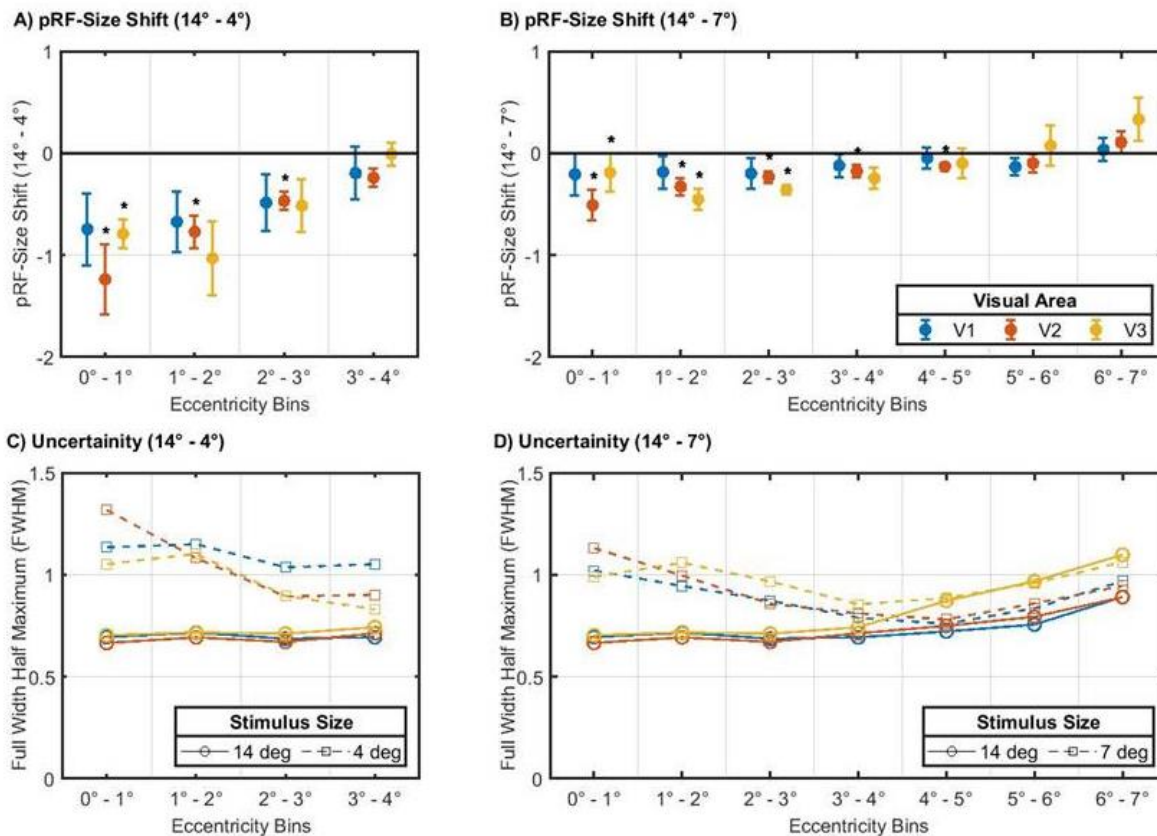 A) pRF-Size Shift (14° - 4°)
pRF-Size Shift (14° - 4°)
1
0
-1
-2
* * * *
0° - 1° 1° - 2° 2° - 3° 3° - 4°
Eccentricity Bins
B) pRF-Size Shift (14° - 7°)
pRF-Size Shift (14° - 7°)
1
0
-1
-2
* * * * * * * *
Visual Area
V1 V2 V3
0° - 1° 1° - 2° 2° - 3° 3° - 4° 4° - 5° 5° - 6° 6° - 7°
Eccentricity Bins
C) Uncertainity (14° - 4°)
Full Width Half Maximum (FWHM)
1.5
1
0.5
0
Stimulus Size
14 deg 4 deg
0° - 1° 1° - 2° 2° - 3° 3° - 4°
Eccentricity Bins
D) Uncertainity (14° - 7°)
Full Width Half Maximum (FWHM)
1.5
1
0.5
0
Stimulus Size
14 deg 7 deg
0° - 1° 1° - 2° 2° - 3° 3° - 4° 4° - 5° 5° - 6° 6° - 7°
Eccentricity Bins